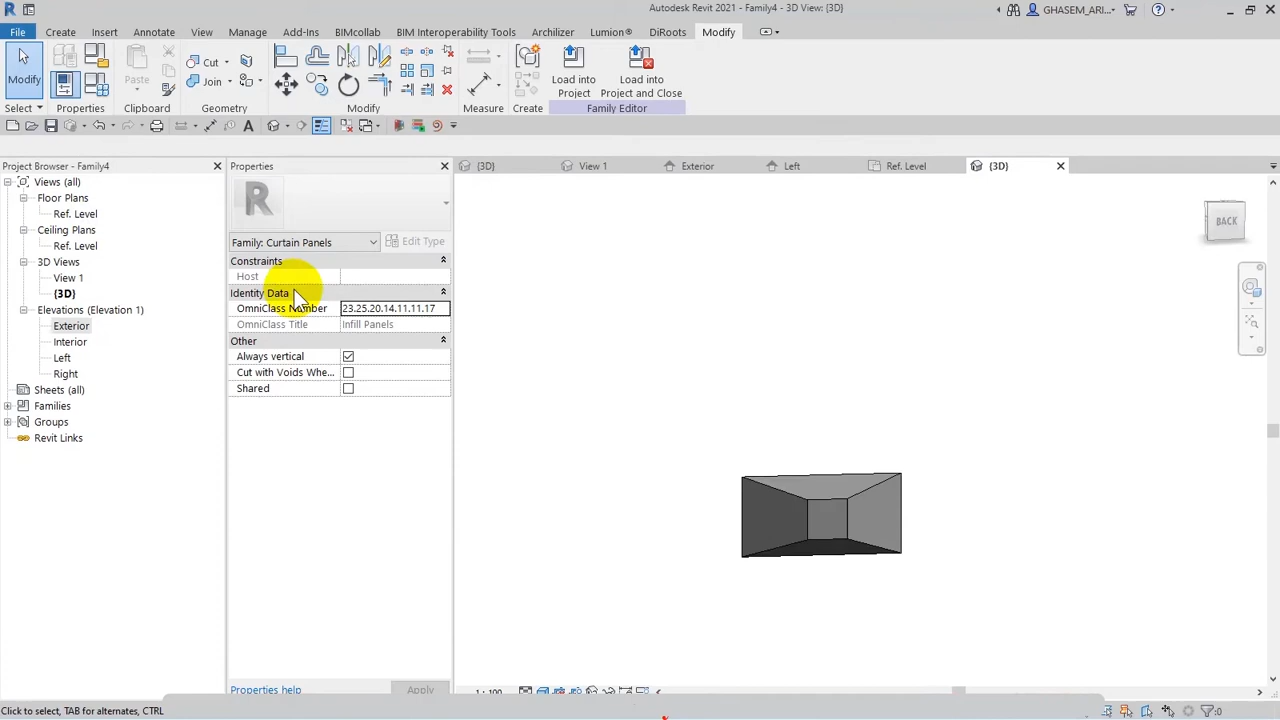 Autodesk Revit 2021 - Family4 - 3D View: {3D}
GHASEM_ARI...
File Create Insert Annotate View Manage Add-Ins BIMcollab BIM Interoperability Tools Archilizer Lumion® DiRoots Modify
Modify
Paste
Cut
Join
Load into
Project
Load into
Project and Close
Select Properties Clipboard Geometry Modify Measure Create Family Editor
Project Browser - Family4
Views (all)
Floor Plans
Ref. Level
Ceiling Plans
Ref. Level
3D Views
View 1
{3D}
Elevations (Elevation 1)
Exterior
Interior
Left
Right
Sheets (all)
Families
Groups
Revit Links
Properties
R
Family: Curtain Panels
Edit Type
Constraints
Host
Identity Data
OmniClass Number 23.25.20.14.11.11.17
OmniClass Title Infill Panels
Other
Always vertical
Cut with Voids Whe...
Shared
Properties help
Apply
{3D} View 1 Exterior Left Ref. Level {3D}
BACK
1 : 100
Click to select, TAB for alternates, CTRL
:0